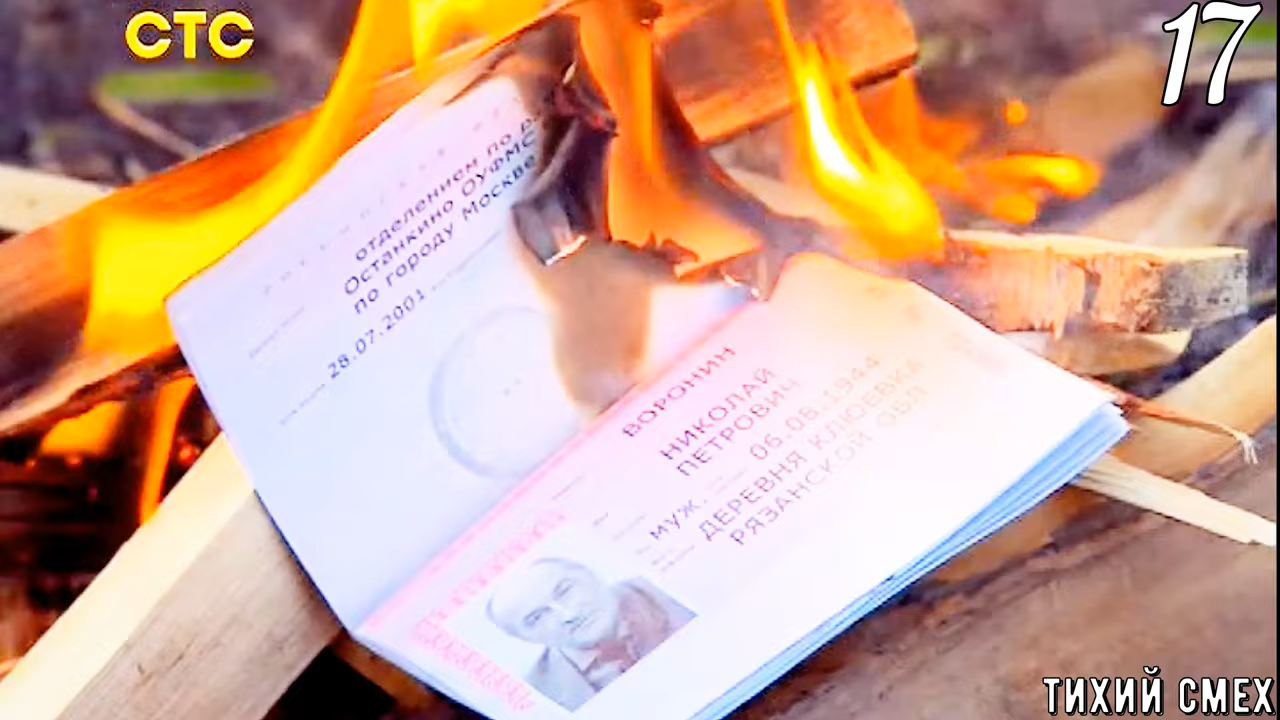 СТС
17
отделением по р
Останкино ОУФМС
по городу Москве
28.07.2001
ВОРОНИН
НИКОЛАЙ
ПЕТРОВИЧ
МУЖ. 06.08.1944
ДЕРЕВНЯ КЛЮЕВКА
РЯЗАНСКОЙ ОБЛ
ТИХИЙ СМЕХ